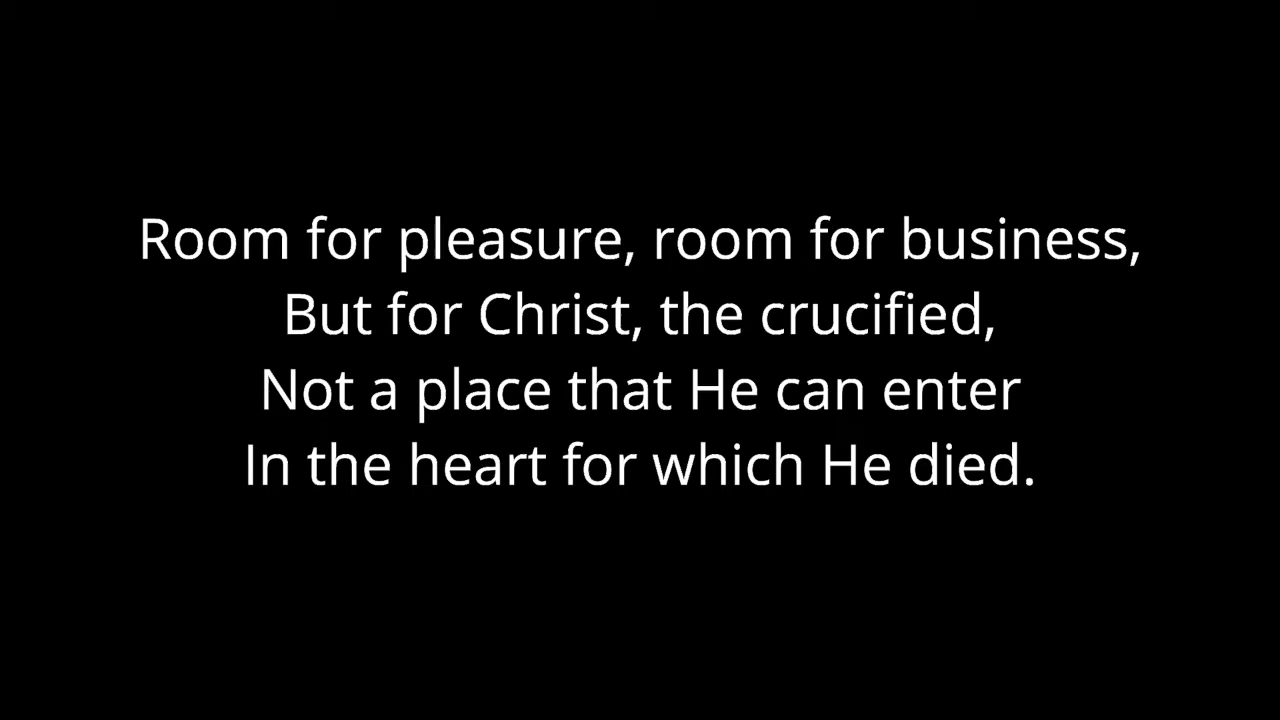 Room for pleasure, room for business,
But for Christ, the crucified,
Not a place that He can enter
In the heart for which He died.